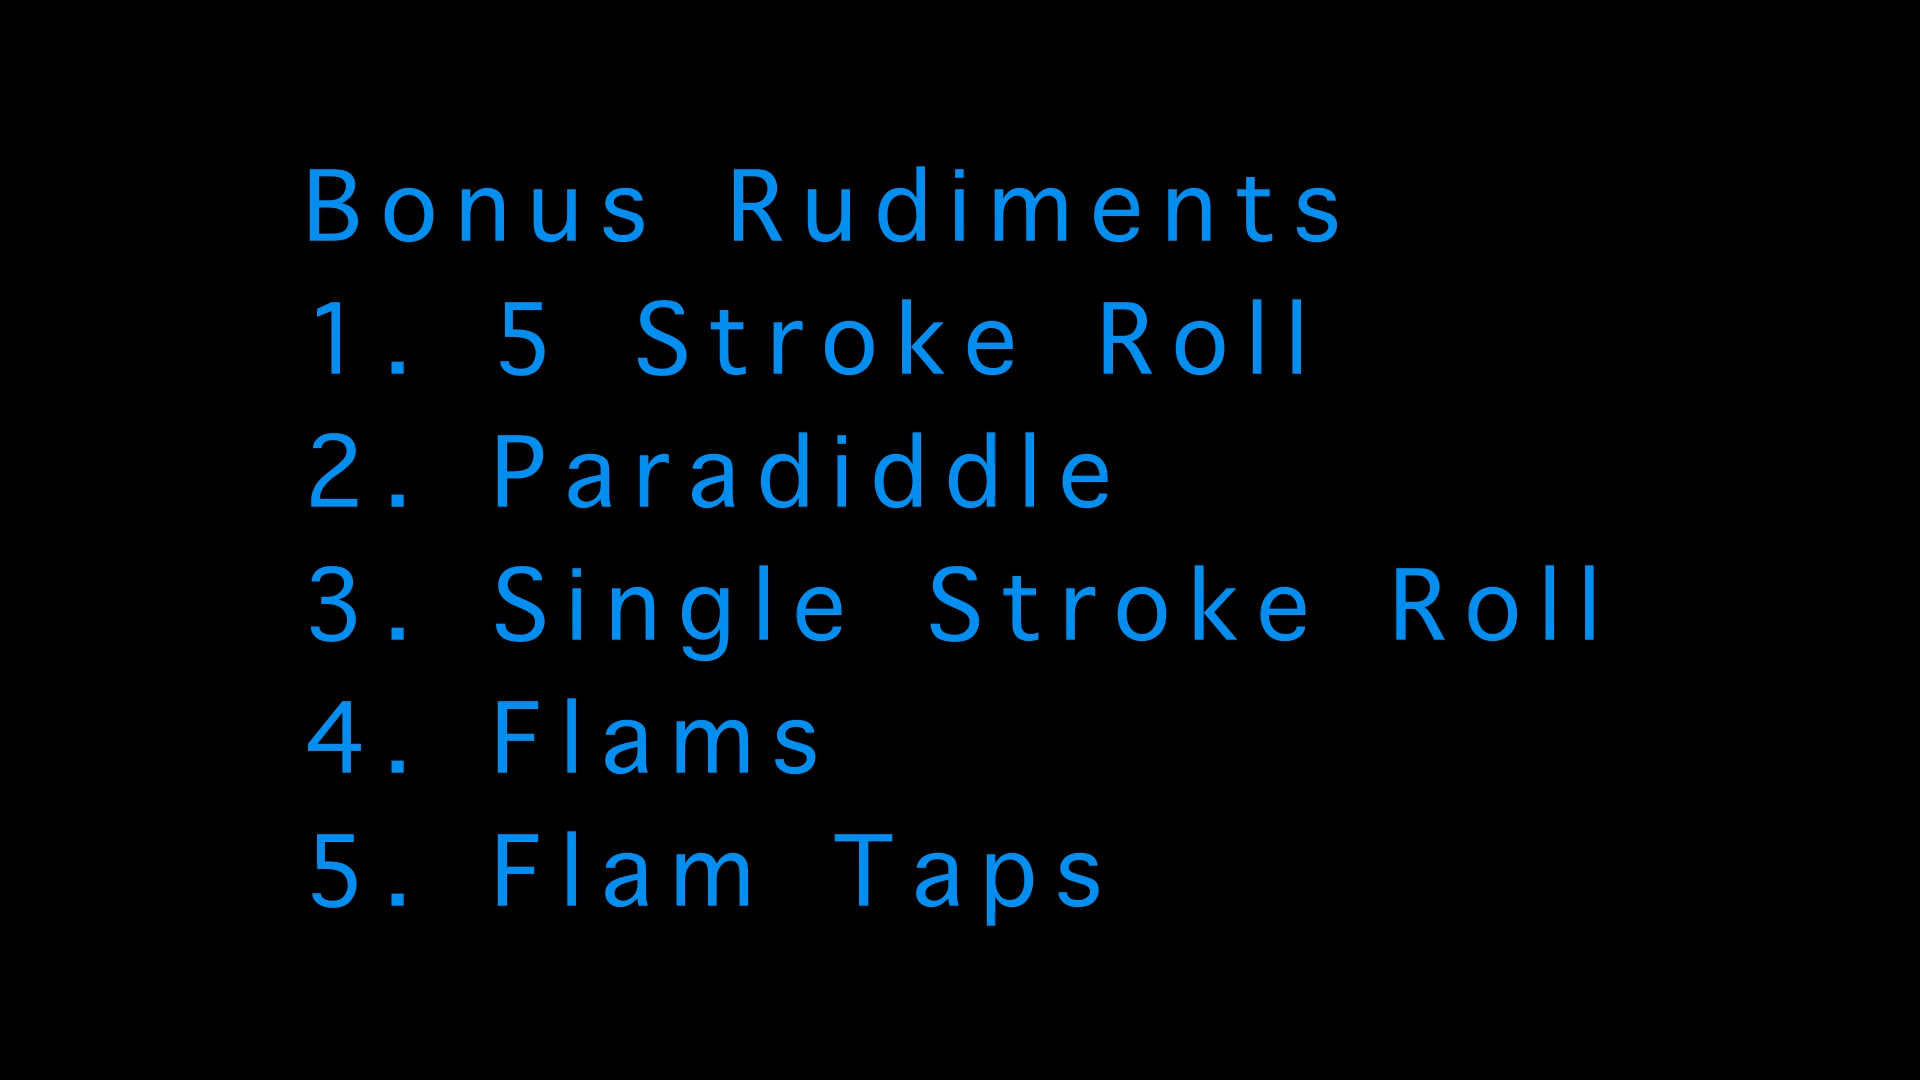 Bonus Rudiments
1. 5 Stroke Roll
2. Paradiddle
3. Single Stroke Roll
4. Flams
5. Flam Taps